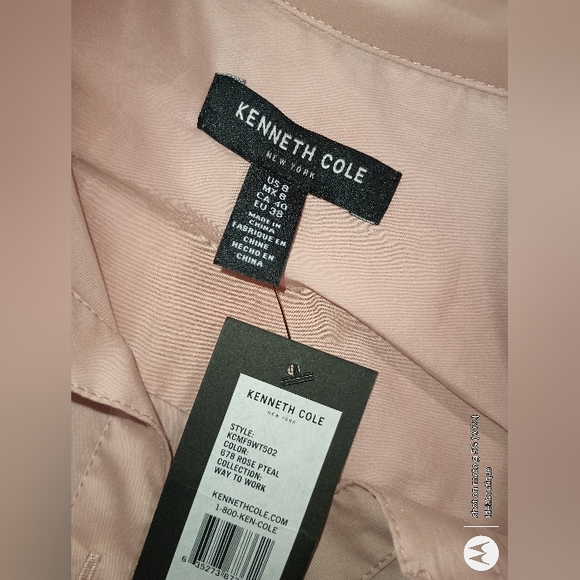 KENNETH COLE
NEW YORK
US 8
MX 8
CA 40
EU 38
MADE IN
CHINA
FABRIQUE EN
CHINE
HECHO EN
CHINA
KENNETH COLE
NEW YORK
STYLE:
KCMF9WT502
COLOR:
678 ROSE PTEAL
COLLECTION:
WAY TO WORK
KENNETHCOLE.COM
1-800-KEN-COLE